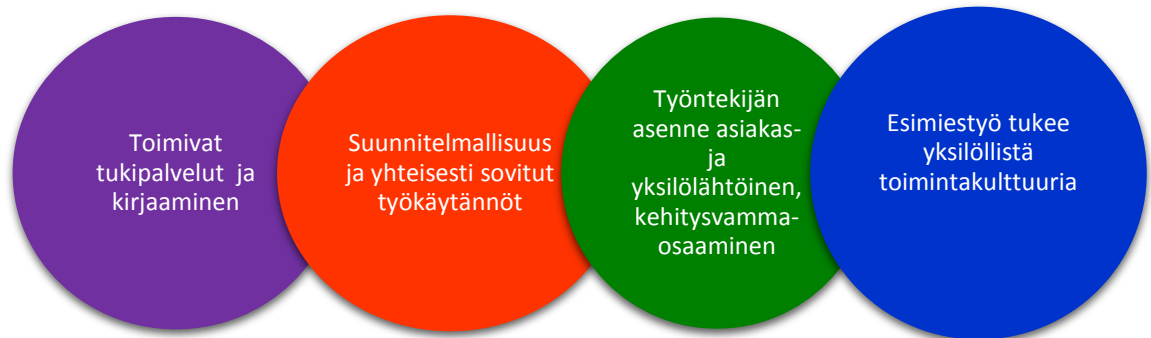 Toimivat
tukipalvelut ja
kirjaaminen
Suunnitelmallisuus
ja yhteisesti sovitut
työkäytännöt
Työntekijän
asenne asiakas-
ja
yksilölähtöinen,
kehitysvamma-
osaaminen
Esimiestyö tukee
yksilöllistä
toimintakulttuuria